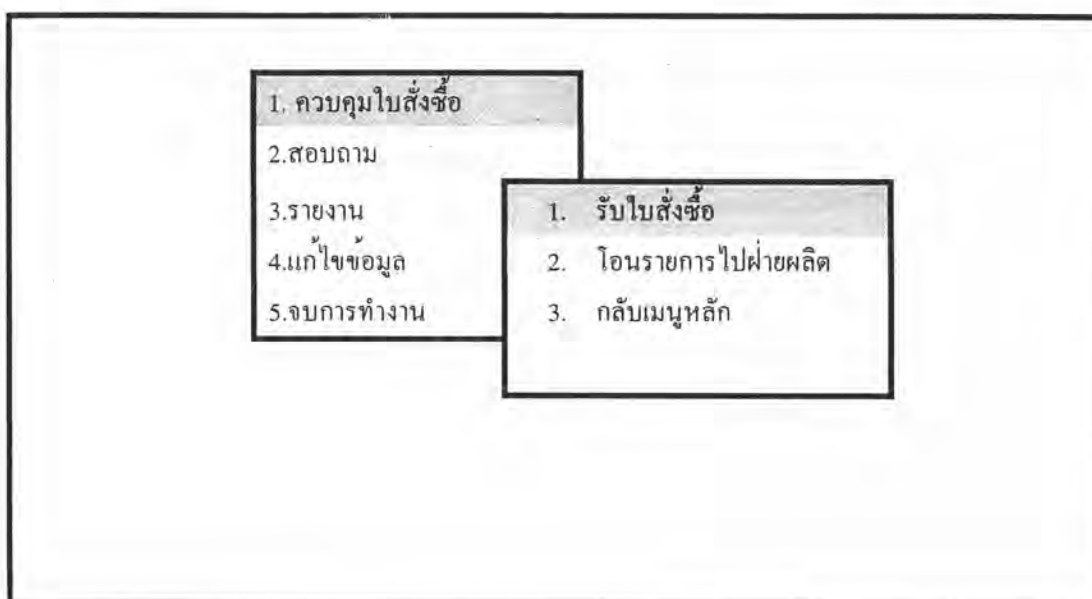 1. ควบคุมใบสั่งซื้อ
2.สอบถาม
3.รายงาน
4.แก้ไขข้อมูล
5.จบการทำงาน
1. รับใบสั่งซื้อ
2. โอนรายการไปฝ่ายผลิต
3. กลับเมนูหลัก